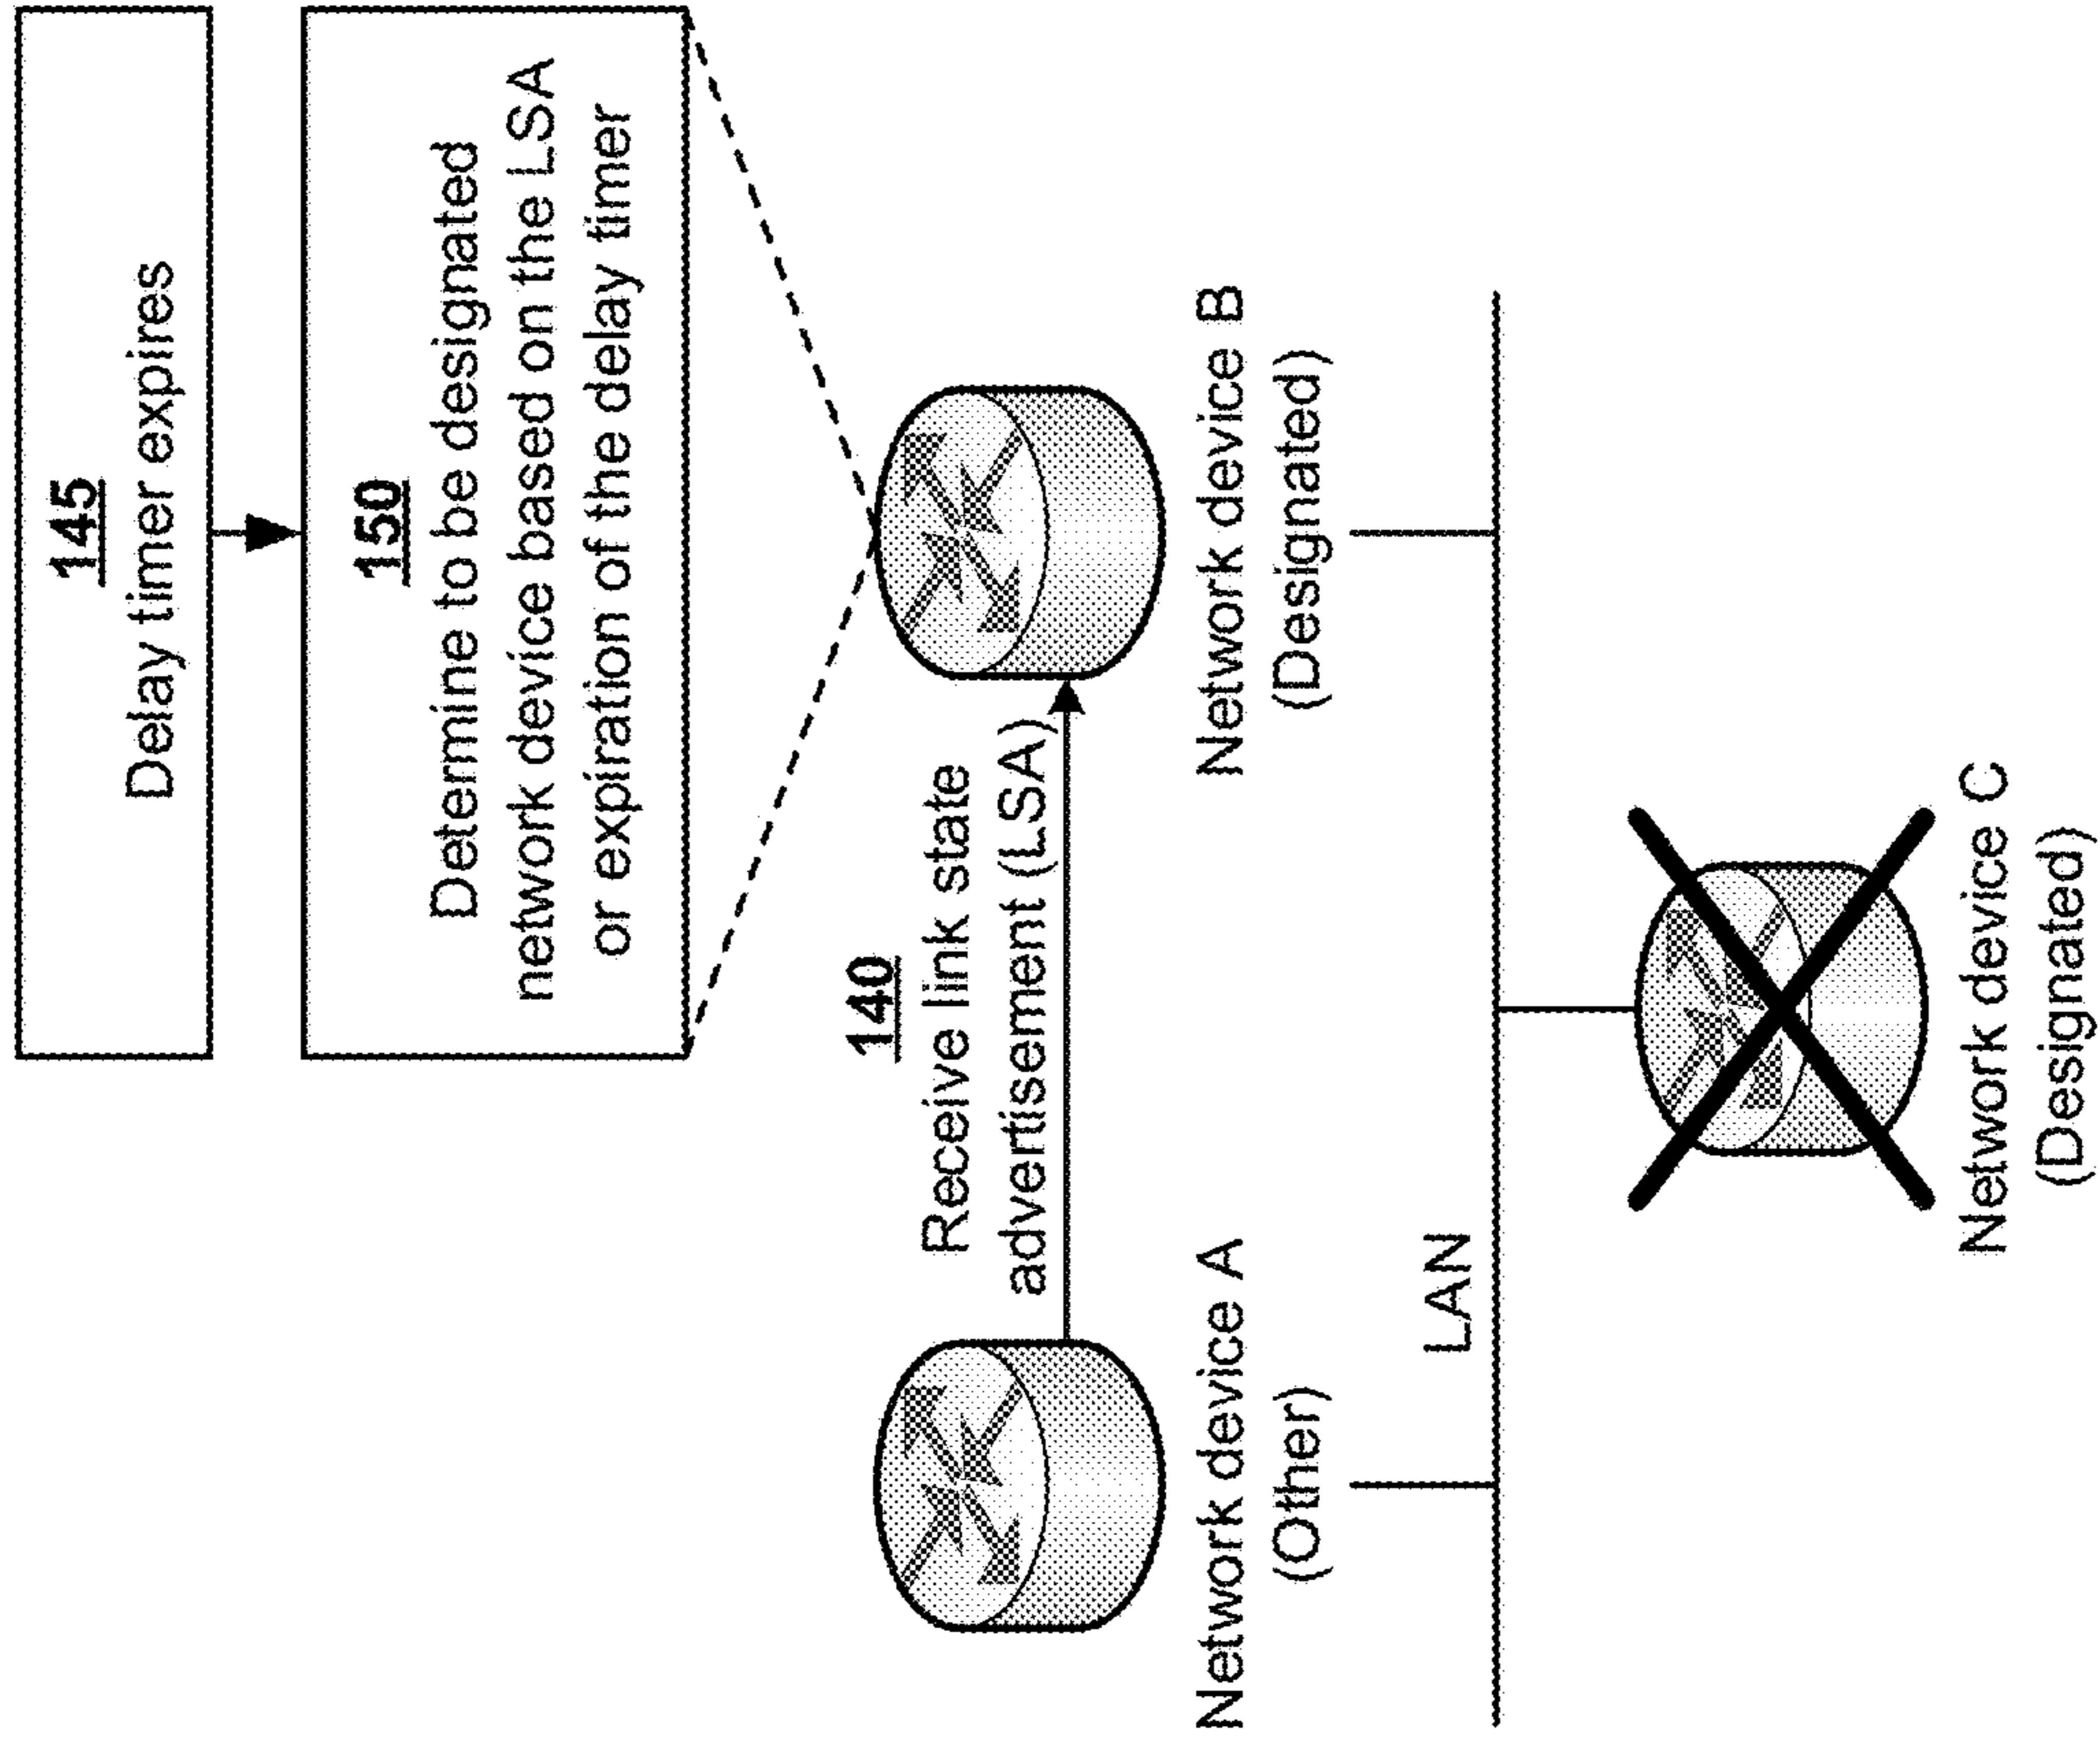 145
Delay timer expires
150
Determine to be designated
network device based on the LSA
or expiration of the delay timer
140
Receive link state
advertisement (LSA)
Network device A
(Other)
Network device B
(Designated)
LAN
Network device C
(Designated)